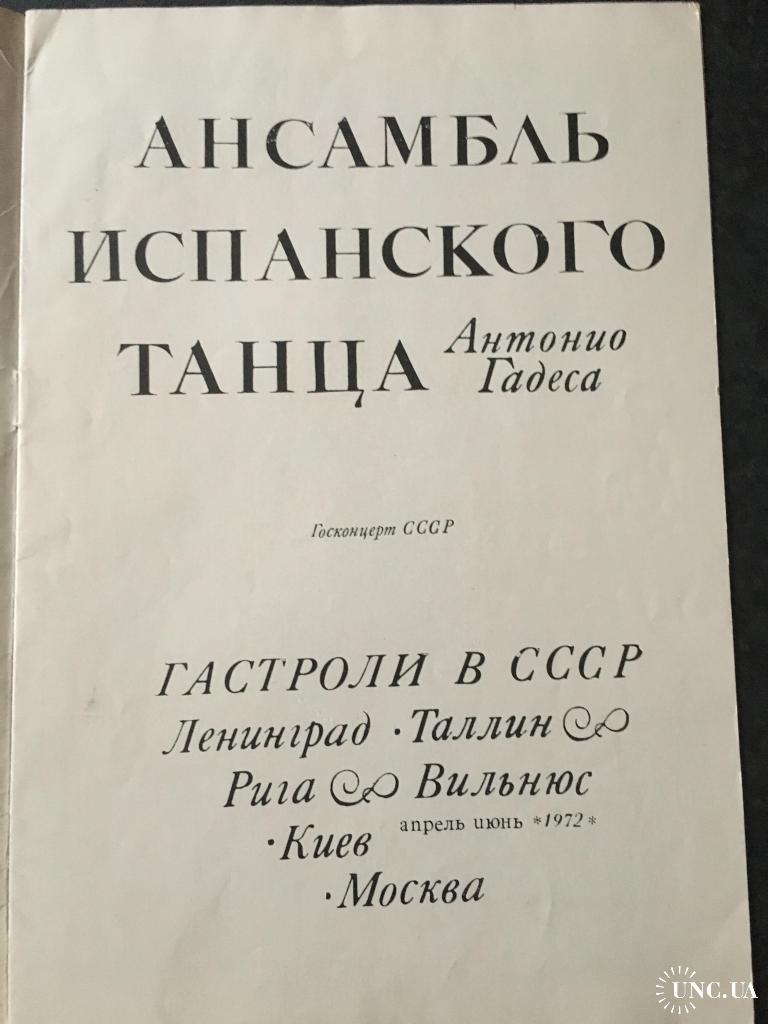 АНСАМБЛЬ
ИСПАНСКОГО
ТАНЦА Антонио
Гадеса
Госконцерт СССР
ГАСТРОЛИ В СССР
Ленинград · Таллин
Рига Вильнюс
· Киев апрель июнь *1972*
· Москва
UNC.UA